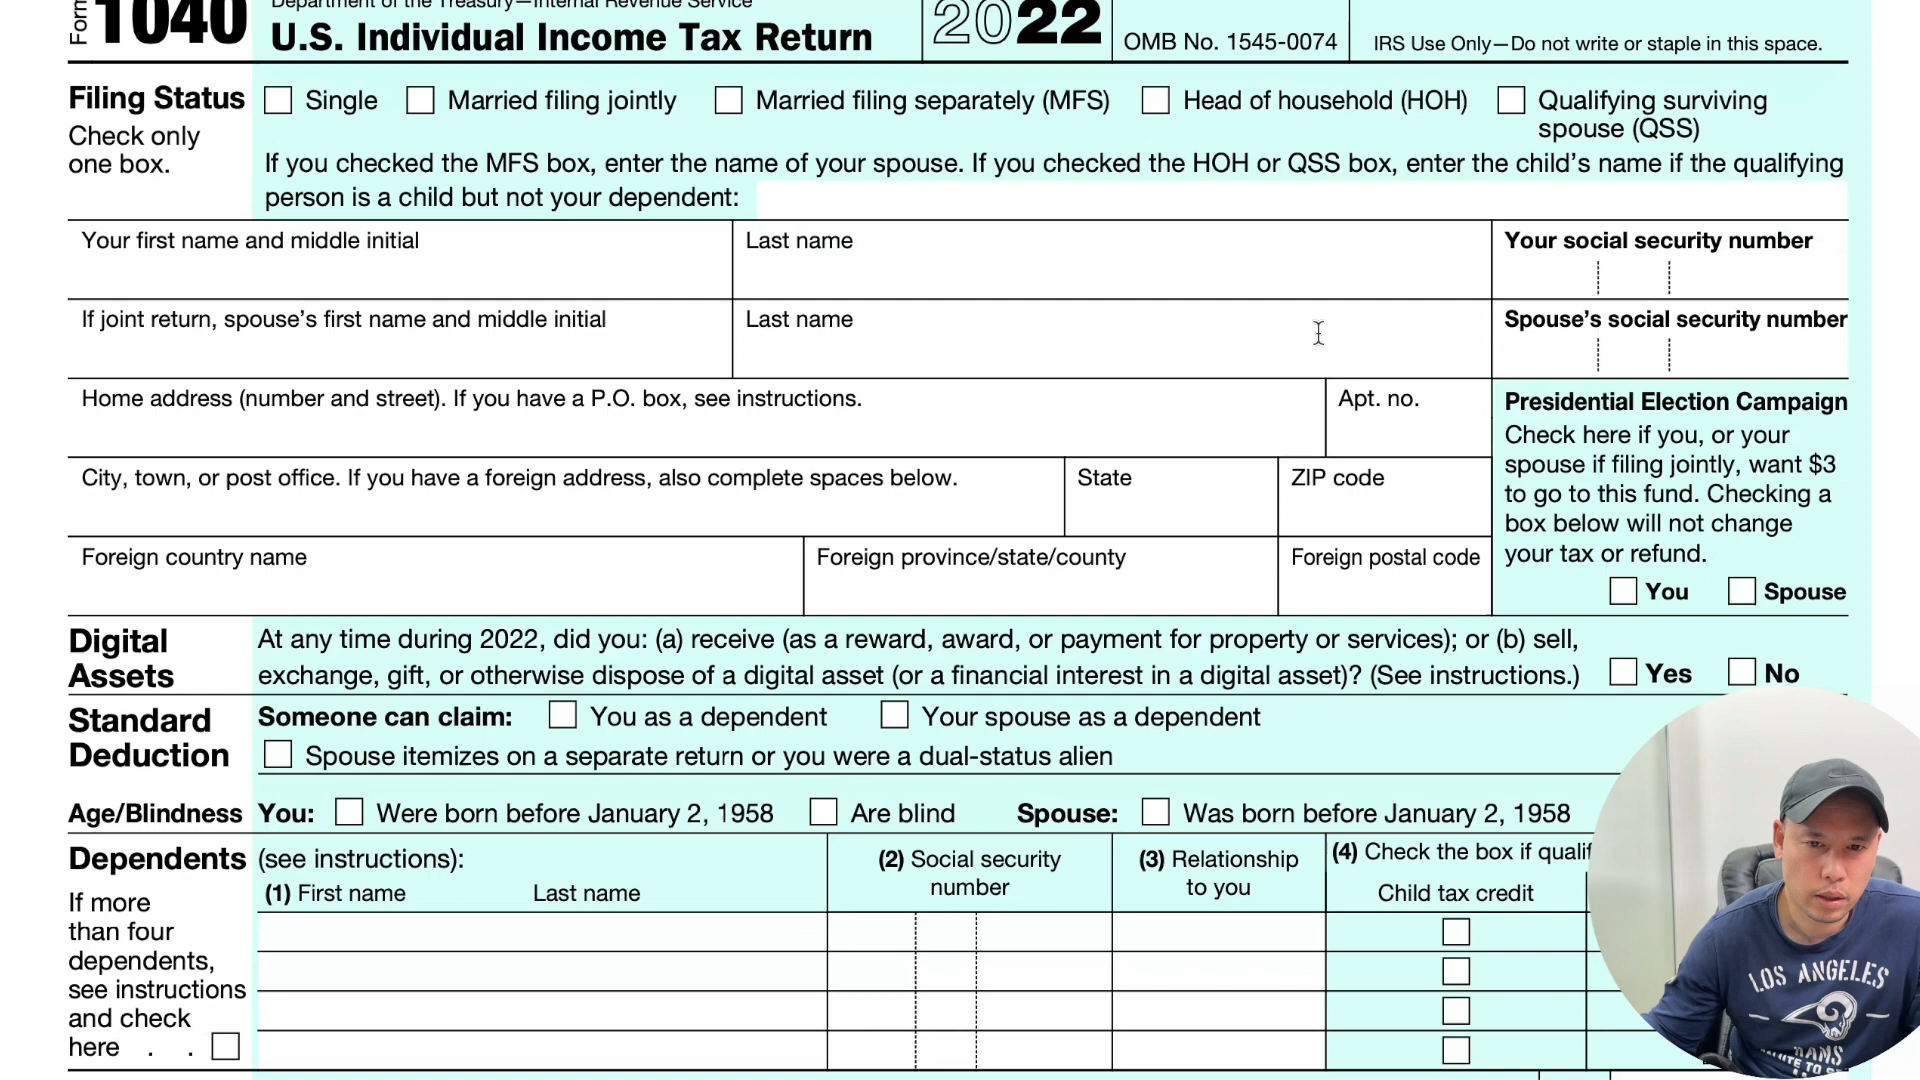 Form 1040
Department of the Treasury—Internal Revenue Service
U.S. Individual Income Tax Return
2022
OMB No. 1545-0074
IRS Use Only—Do not write or staple in this space.
Filing Status
Check only
one box.
Single
Married filing jointly
Married filing separately (MFS)
Head of household (HOH)
Qualifying surviving
spouse (QSS)
If you checked the MFS box, enter the name of your spouse. If you checked the HOH or QSS box, enter the child’s name if the qualifying
person is a child but not your dependent:
Your first name and middle initial
Last name
Your social security number
If joint return, spouse’s first name and middle initial
Last name
Spouse’s social security number
Home address (number and street). If you have a P.O. box, see instructions.
Apt. no.
City, town, or post office. If you have a foreign address, also complete spaces below.
State
ZIP code
Foreign country name
Foreign province/state/county
Foreign postal code
Presidential Election Campaign
Check here if you, or your
spouse if filing jointly, want $3
to go to this fund. Checking a
box below will not change
your tax or refund.
You
Spouse
Digital
Assets
At any time during 2022, did you: (a) receive (as a reward, award, or payment for property or services); or (b) sell,
exchange, gift, or otherwise dispose of a digital asset (or a financial interest in a digital asset)? (See instructions.)
Yes
No
Standard
Deduction
Someone can claim:
You as a dependent
Your spouse as a dependent
Spouse itemizes on a separate return or you were a dual-status alien
Age/Blindness
You:
Were born before January 2, 1958
Are blind
Spouse:
Was born before January 2, 1958
Dependents
(see instructions):
(1) First name
Last name
(2) Social security
number
(3) Relationship
to you
(4) Check the box if
Child tax credit
If more
than four
dependents,
see instructions
and check
here . .
LOS ANGELES
RAMS